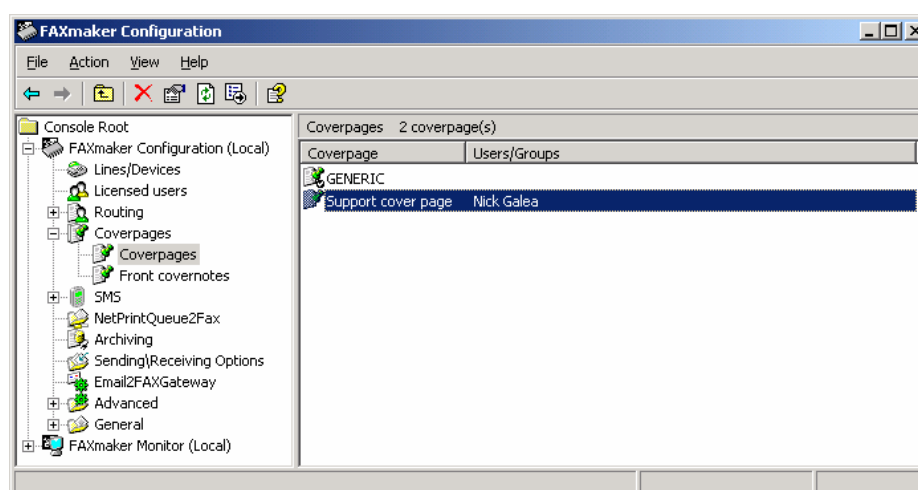 FAXmaker Configuration
File Action View Help
Console Root
FAXmaker Configuration (Local)
Lines/Devices
Licensed users
Routing
Coverpages
Coverpages
Front covernotes
SMS
NetPrintQueue2Fax
Archiving
Sending\Receiving Options
Email2FAXGateway
Advanced
General
FAXmaker Monitor (Local)
Coverpages 2 coverpage(s)
Coverpage Users/Groups
GENERIC
Support cover page Nick Galea